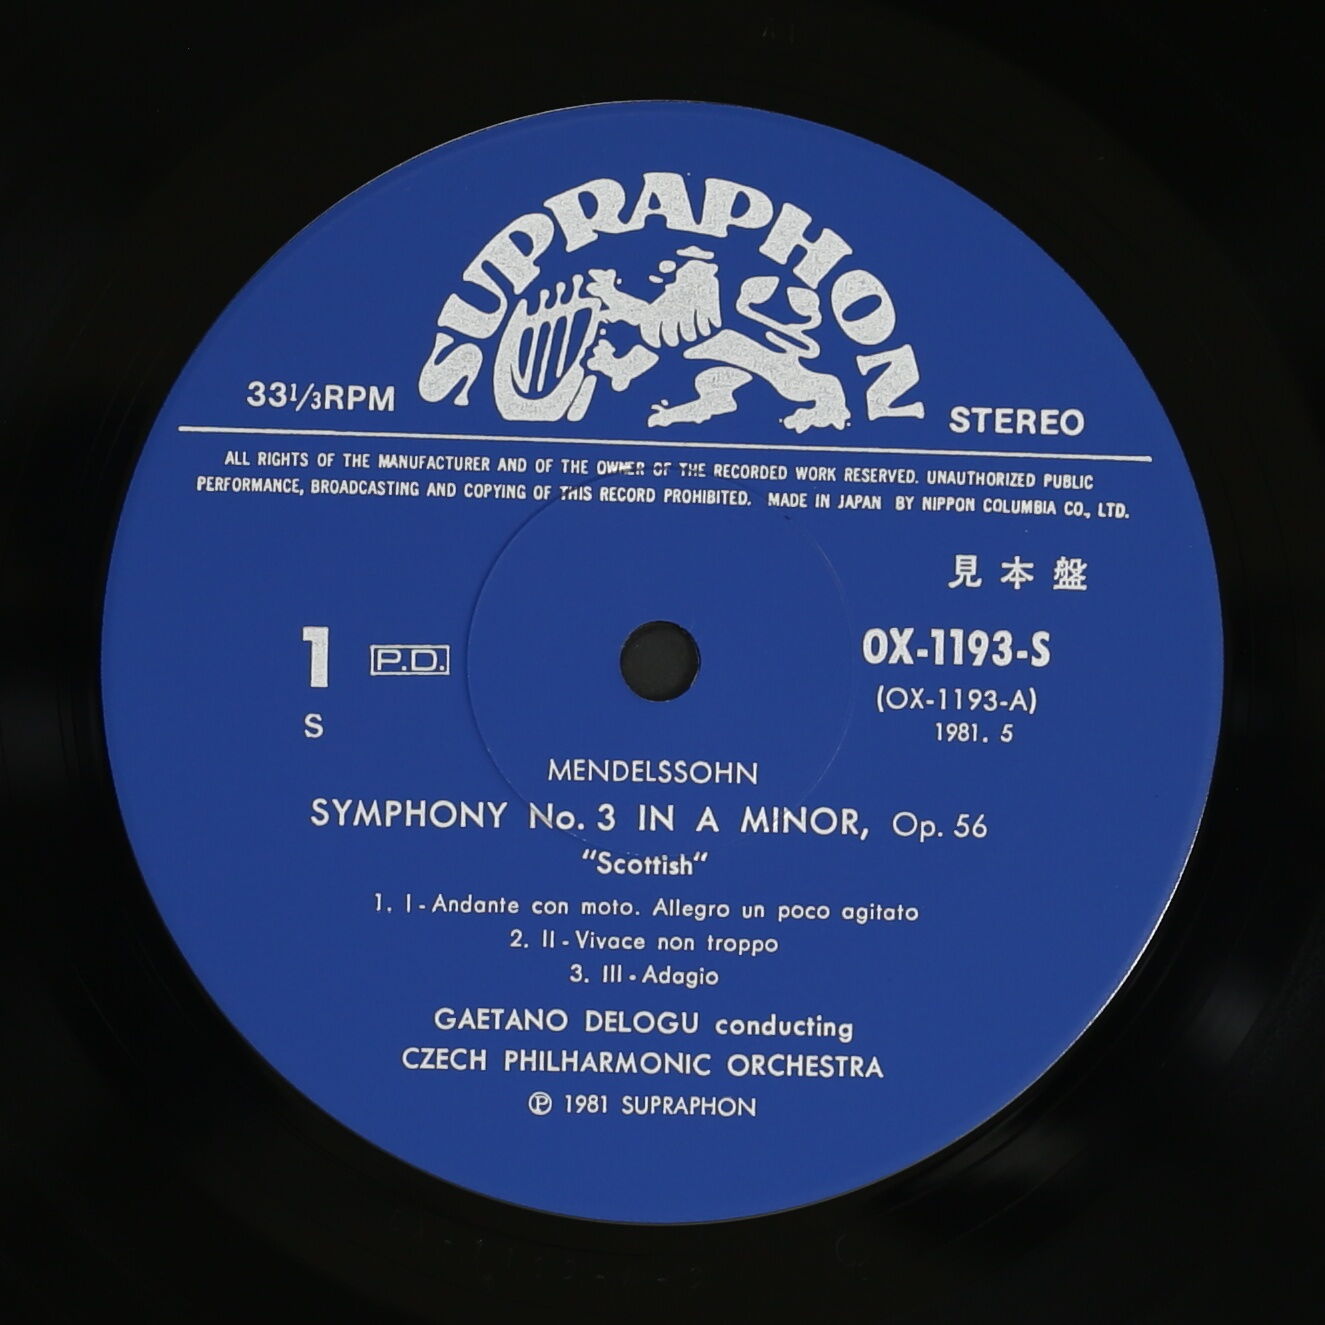 SUPRAPHON
33 1/3 RPM
STEREO
ALL RIGHTS OF THE MANUFACTURER AND OF THE OWNER OF THE RECORDED WORK RESERVED. UNAUTHORIZED PUBLIC
PERFORMANCE, BROADCASTING AND COPYING OF THIS RECORD PROHIBITED. MADE IN JAPAN BY NIPPON COLUMBIA CO., LTD.
見本盤
1 P.D.
OX-1193-S
(OX-1193-A)
S
1981. 5
MENDELSSOHN
SYMPHONY No. 3 IN A MINOR, Op. 56
“Scottish“
1. I - Andante con moto. Allegro un poco agitato
2. II - Vivace non troppo
3. III - Adagio
GAETANO DELOGU conducting
CZECH PHILHARMONIC ORCHESTRA
Ⓟ 1981 SUPRAPHON